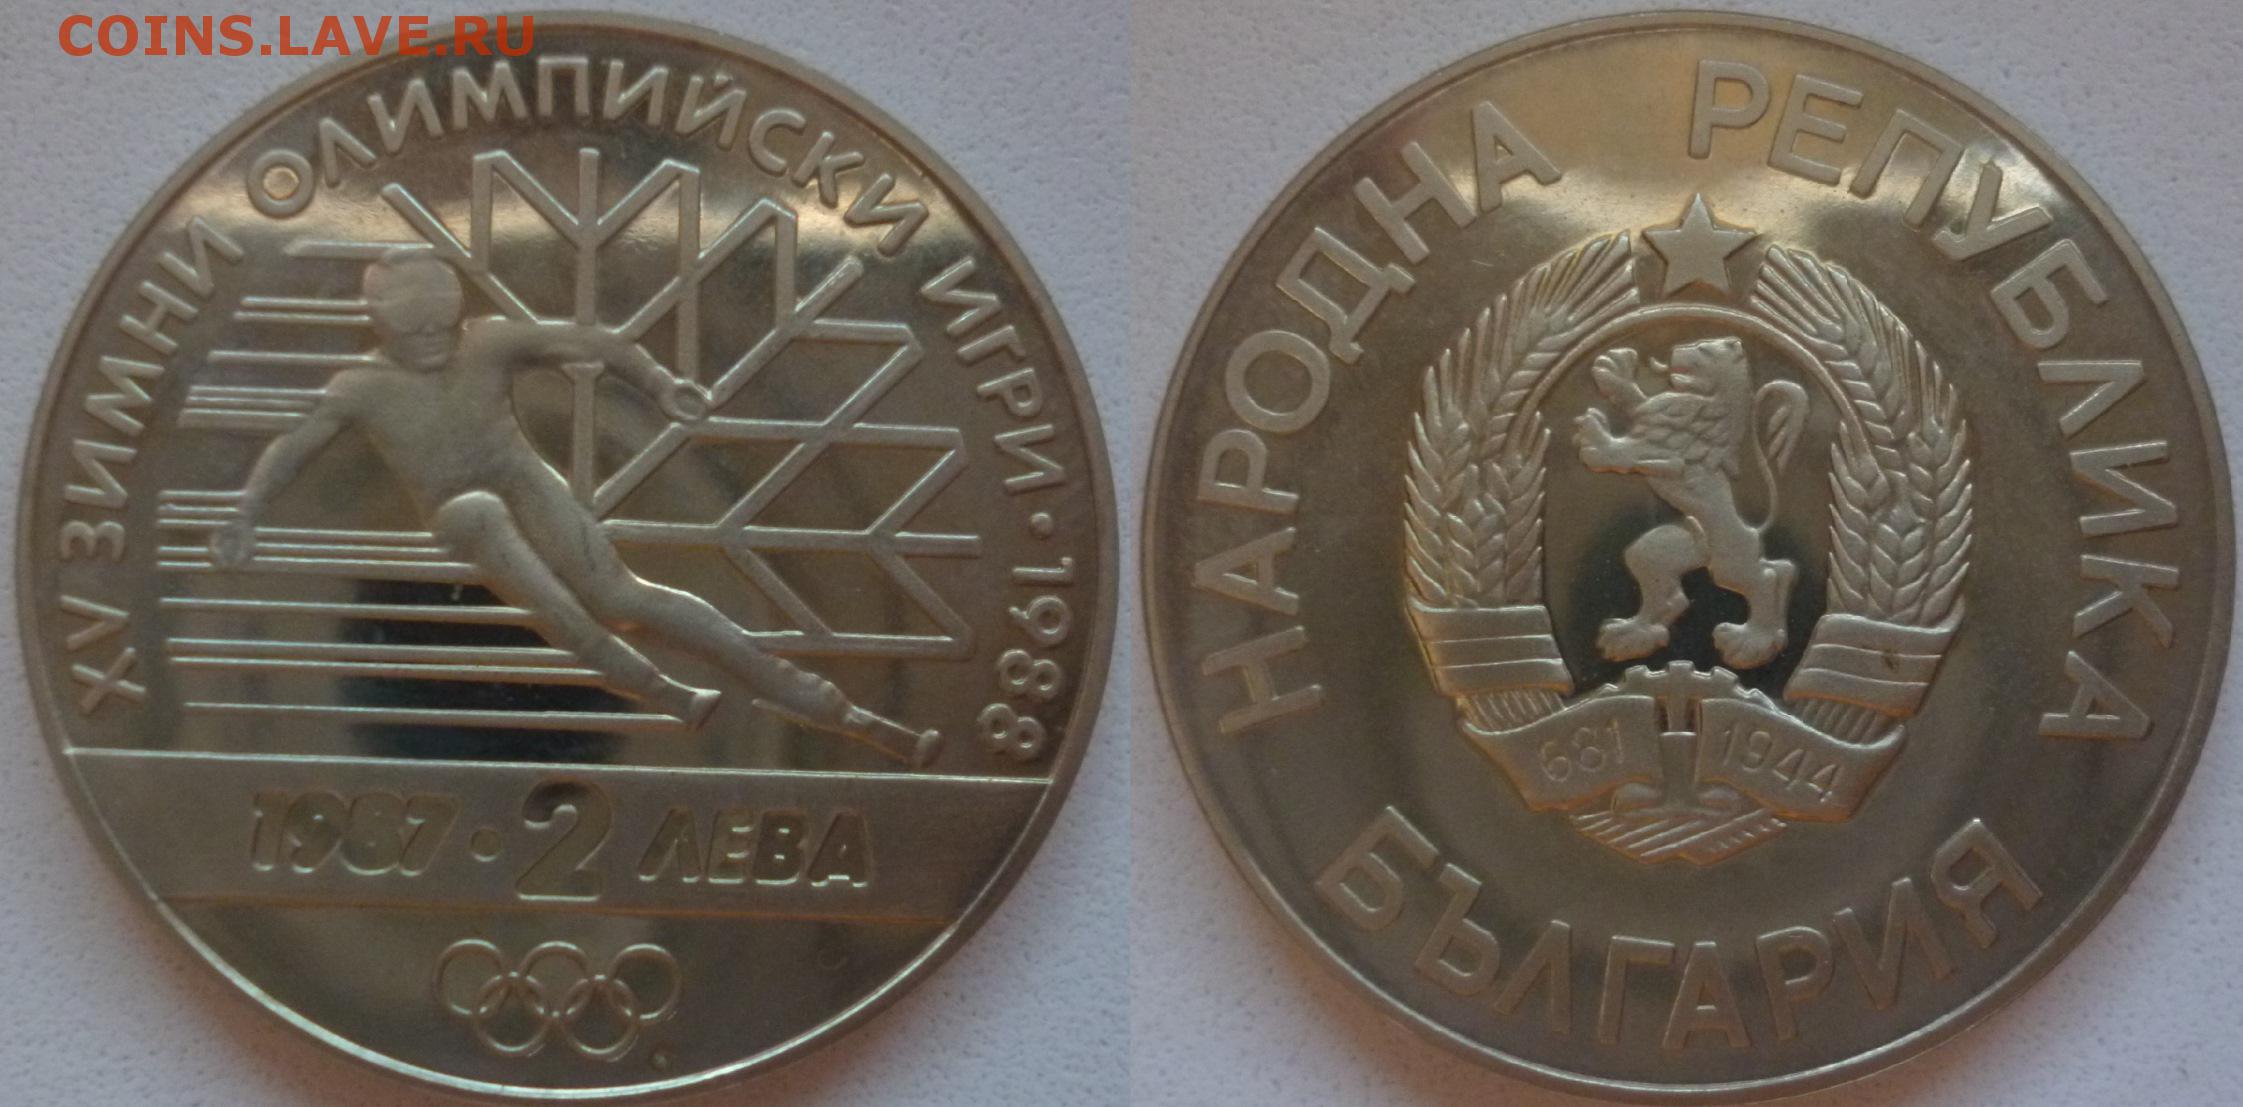 COINS.LAVE.RU
XV ЗИМНИ ОЛИМПИЙСКИ ИГРИ · 1988
1987 · 2 ЛЕВА
НАРОДНА РЕПУБЛИКА
БЪЛГАРИЯ
681 1944